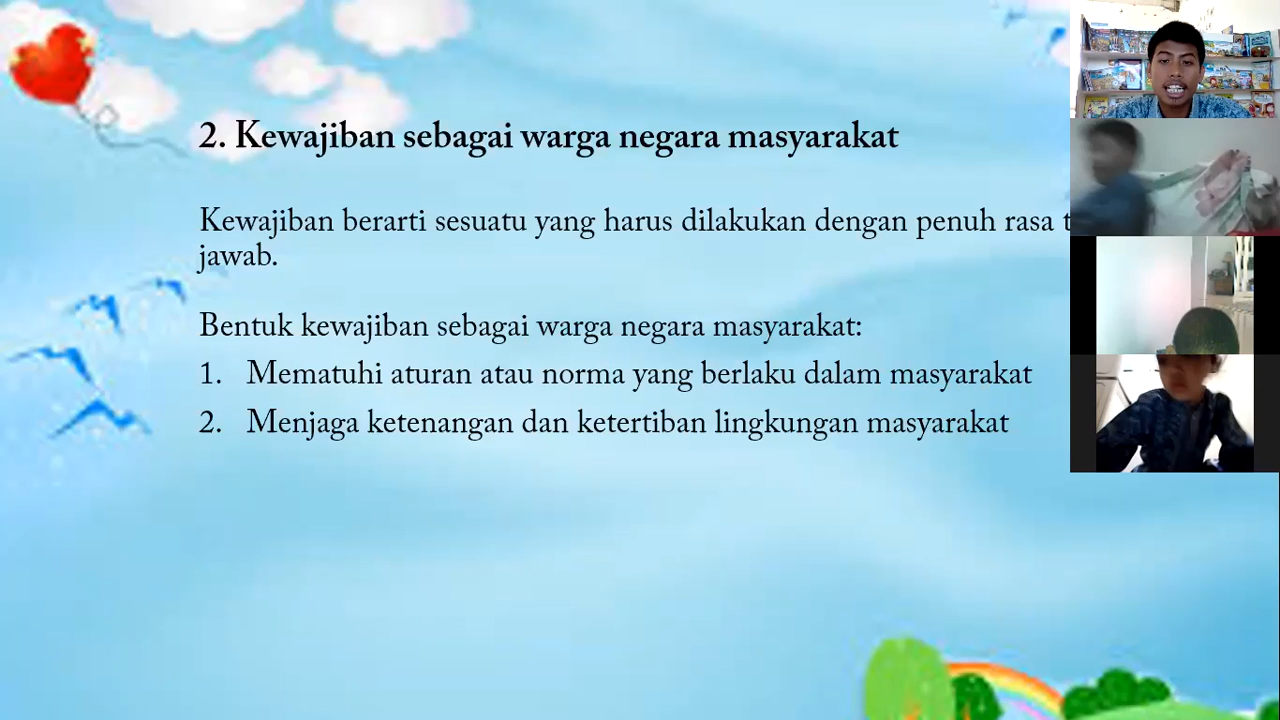 2. Kewajiban sebagai warga negara masyarakat
Kewajiban berarti sesuatu yang harus dilakukan dengan penuh rasa
jawab.
Bentuk kewajiban sebagai warga negara masyarakat:
1. Mematuhi aturan atau norma yang berlaku dalam masyarakat
2. Menjaga ketenangan dan ketertiban lingkungan masyarakat